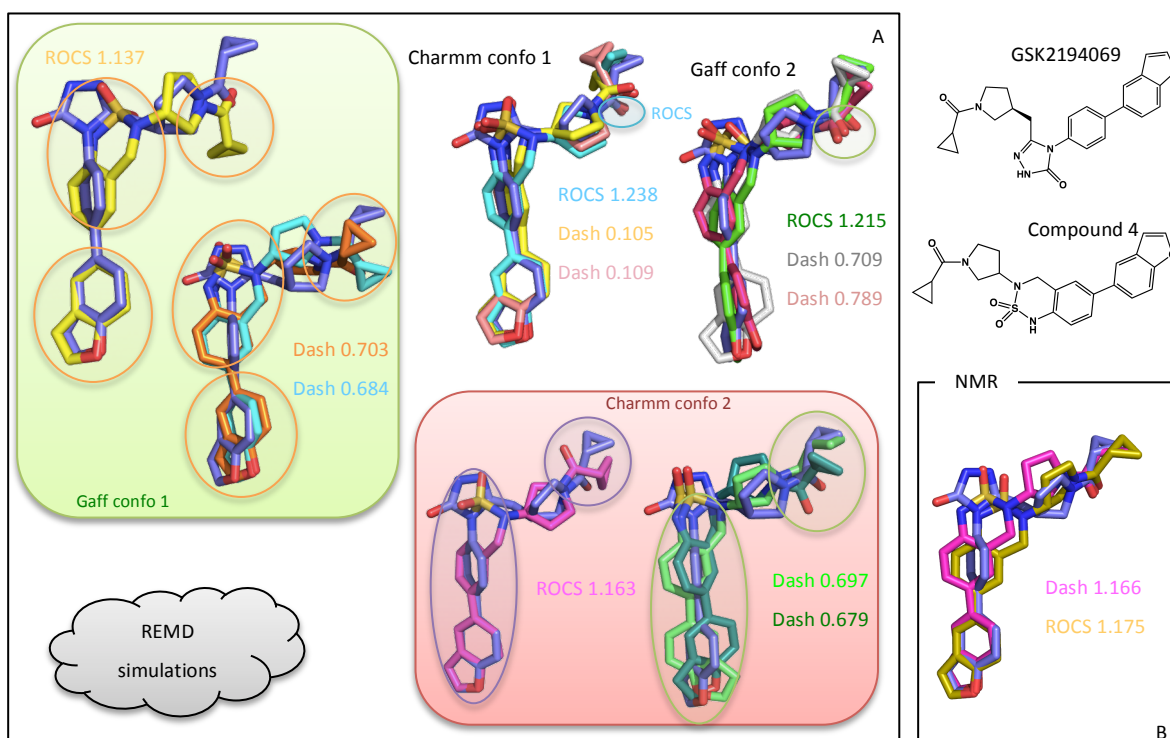 A
ROCS 1.137
Dash 0.703
Dash 0.684
Gaff confo 1
Charmm confo 1
ROCS
ROCS 1.238
Dash 0.105
Dash 0.109
Gaff confo 2
ROCS 1.215
Dash 0.709
Dash 0.789
Charmm confo 2
ROCS 1.163
Dash 0.697
Dash 0.679
REMD
simulations
GSK2194069
O
N
N
N
NH
O
Compound 4
O
N
N
S
O2
NH
NMR
Dash 1.166
ROCS 1.175
B